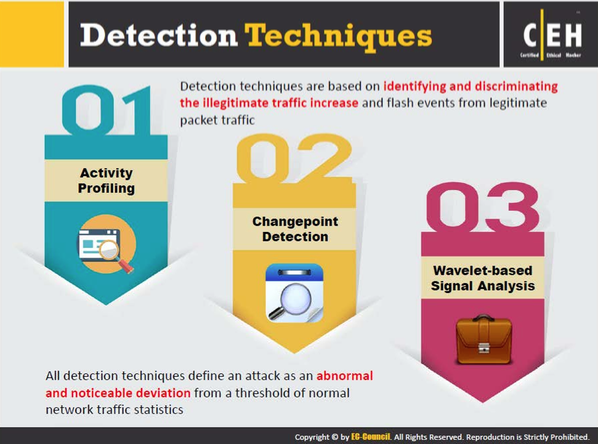 Detection Techniques
C|EH
Certified Ethical Hacker
Detection techniques are based on identifying and discriminating
the illegitimate traffic increase and flash events from legitimate
packet traffic
01
Activity
Profiling
02
Changepoint
Detection
03
Wavelet-based
Signal Analysis
All detection techniques define an attack as an abnormal
and noticeable deviation from a threshold of normal
network traffic statistics
Copyright © by EC-Council. All Rights Reserved. Reproduction is Strictly Prohibited.